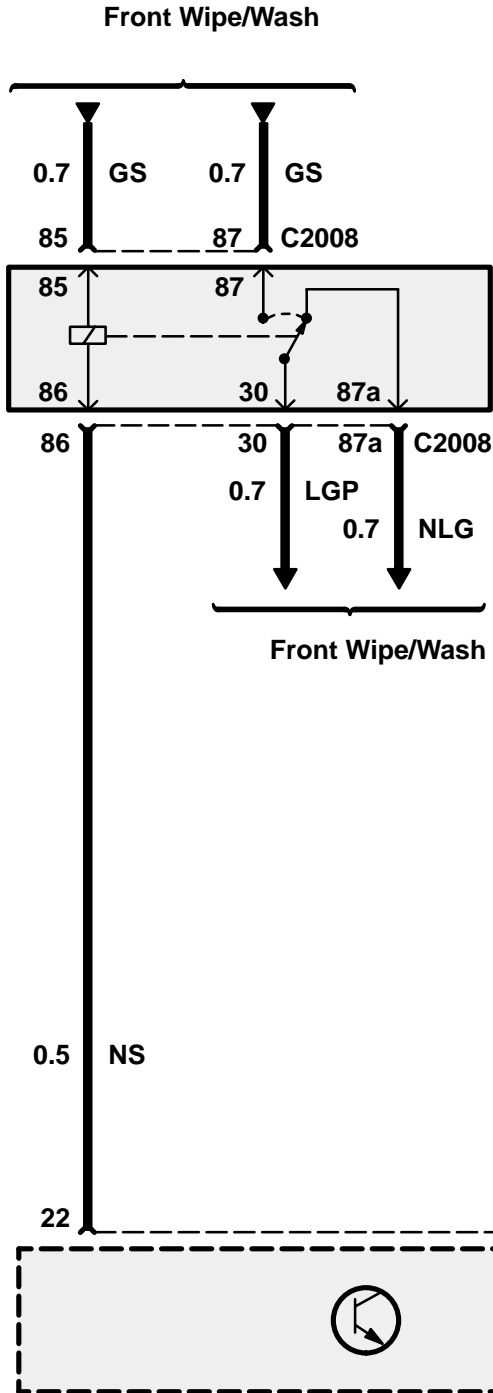 Front Wipe/Wash
0.7 GS 0.7 GS
85 87 C2008
85 87
86 30 87a
86 30 87a C2008
0.7 LGP
0.7 NLG
Front Wipe/Wash
0.5 NS
22